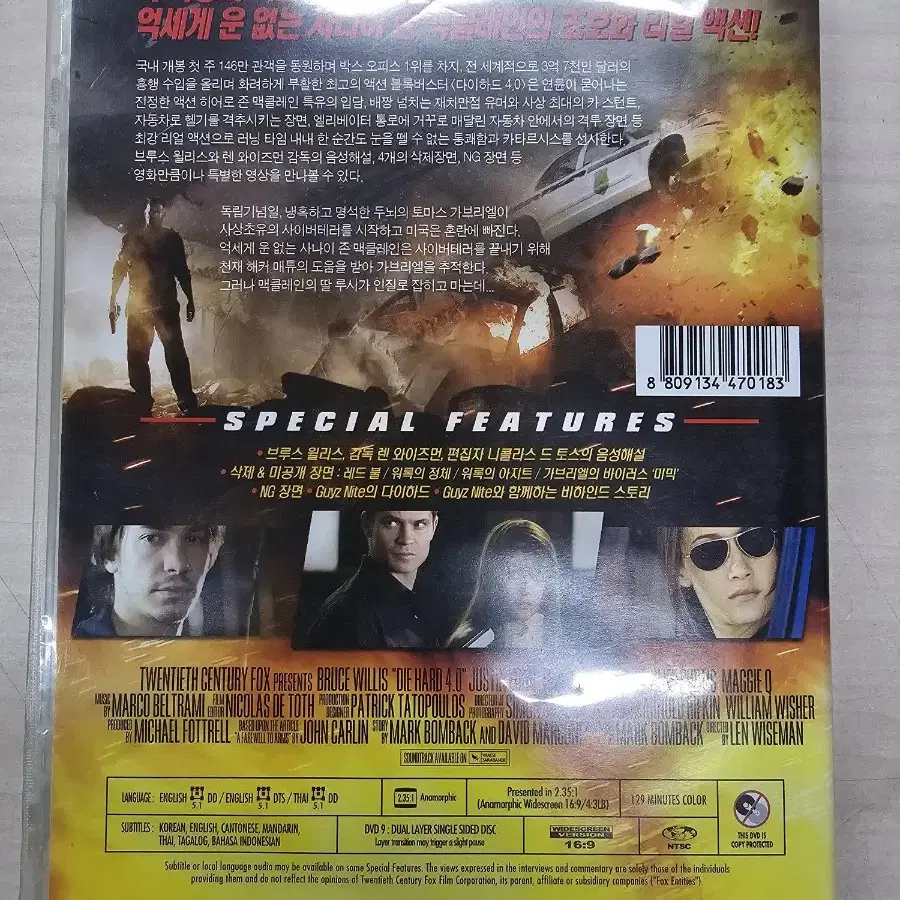 억세게 운 없는 사나이 존 맥클레인의 초호화 리얼 액션!
국내 개봉 첫 주 146만 관객을 동원하며 박스 오피스 1위를 차지, 전 세계적으로 3억 7천만 달러의
흥행 수입을 올리며 화려하게 부활한 최고의 액션 블록버스터 <다이하드 4.0>은 연륜이 묻어나는
진정한 액션 히어로 존 맥클레인 특유의 입담, 배짱 넘치는 재치만점 유머와 사상 최대의 카 스턴트,
자동차로 헬기를 격추시키는 장면, 엘리베이터 통로에 거꾸로 매달린 자동차 안에서의 격투 장면 등
최강 리얼 액션으로 러닝 타임 내내 한 순간도 눈을 뗄 수 없는 통쾌함과 카타르시스를 선사한다.
브루스 윌리스와 렌 와이즈먼 감독의 음성해설, 4개의 삭제장면, NG 장면 등
영화만큼이나 특별한 영상을 만나볼 수 있다.
독립기념일, 냉혹하고 명석한 두뇌의 토마스 가브리엘이
사상초유의 사이버테러를 시작하고 미국은 혼란에 빠진다.
억세게 운 없는 사나이 존 맥클레인은 사이버테러를 끝내기 위해
천재 해커 매튜의 도움을 받아 가브리엘을 추적한다.
그러나 맥클레인의 딸 루시가 인질로 잡히고 마는데...
8 809134 470183
SPECIAL FEATURES
• 브루스 윌리스, 감독 렌 와이즈먼, 편집자 니콜라스 드 토스의 음성해설
• 삭제 & 미공개 장면 : 레드 불 / 워록의 정체 / 워록의 아지트 / 가브리엘의 바이러스 '미믹'
• NG 장면 • Guyz Nite의 다이하드 • Guyz Nite와 함께하는 비하인드 스토리
TWENTIETH CENTURY FOX PRESENTS BRUCE WILLIS "DIE HARD 4.0" MAGGIE Q
MUSIC BY MARCO BELTRAMI FILM EDITOR NICOLAS DE TOTH PRODUCTION DESIGNER PATRICK TATOPOULOS DIRECTOR OF PHOTOGRAPHY WILLIAM WISHER
PRODUCED BY MICHAEL FOTTRELL BASED UPON THE ARTICLE "A FAREWELL TO ARMS" BY JOHN CARLIN STORY BY MARK BOMBACK AND DAVID MARK BOMBACK DIRECTED BY LEN WISEMAN
SOUNDTRACK AVAILABLE ON VARÈSE SARABANDE
LANGUAGE : ENGLISH 5.1 DD / ENGLISH 5.1 DTS / THAI 5.1 DD
2.35:1 Anamorphic
Presented in 2.35:1
(Anamorphic Widescreen 16:9/4:3LB)
129 MINUTES COLOR
SUBTITLES : KOREAN, ENGLISH, CANTONESE, MANDARIN,
THAI, TAGALOG, BAHASA INDONESIAN
DVD 9 : DUAL LAYER SINGLE SIDED DISC
Layer transition may trigger a slight pause
WIDESCREEN VERSION
16:9
NTSC
THIS DVD IS
COPY PROTECTED
Subtitle or local language audio may be available on some Special Features. The views expressed in the interviews and commentary are solely those of the individuals
providing them and do not reflect the opinions of Twentieth Century Fox Film Corporation, its parent, affiliate or subsidiary companies ("Fox Entities").